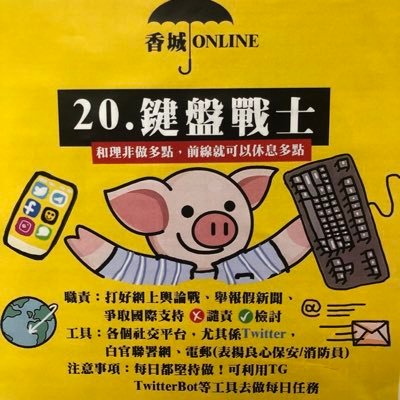 香城 ONLINE
20.鍵盤戰士
和理非做多點，前線就可以休息多點
職責：打好網上輿論戰、舉報假新聞、
爭取國際支持 譴責 檢討
工具：各個社交平台，尤其係Twitter，
白宮聯署網、電郵(表揚良心保安/消防員)
注意事項：每日都堅持做！可利用TG
TwitterBot等工具去做每日任務